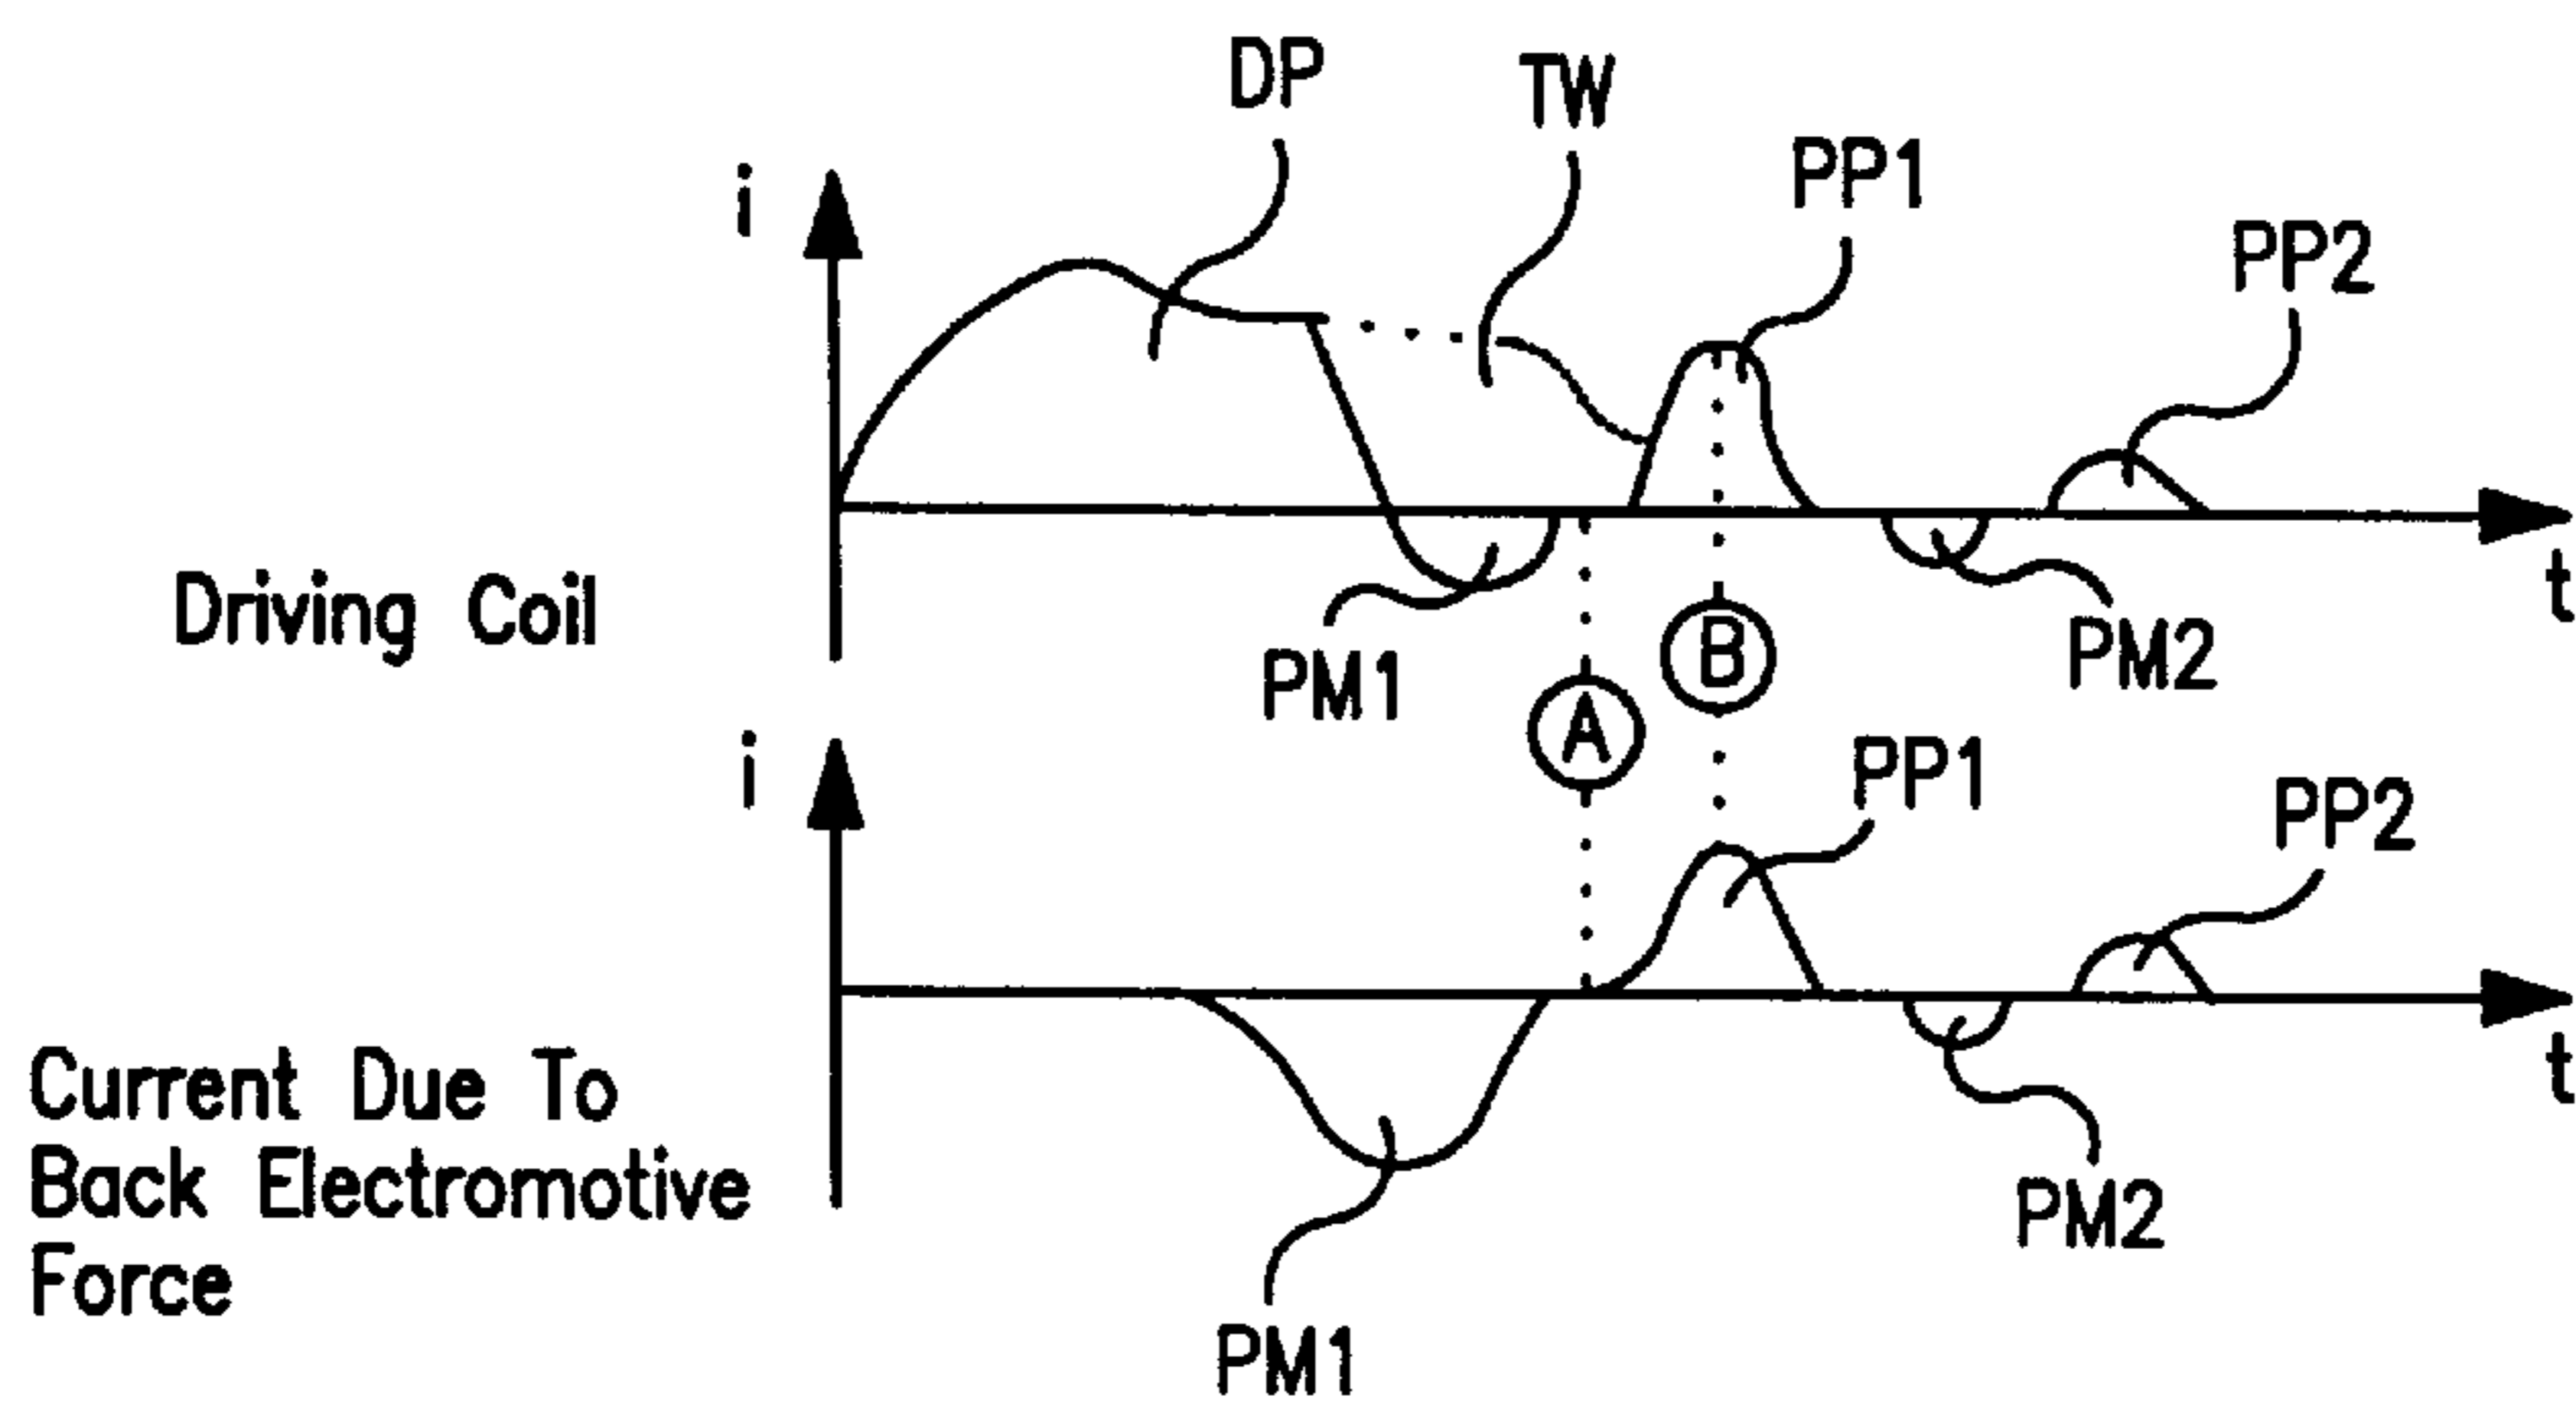 DP
TW
PP1
i
PP2
Driving Coil
PM1
B
PM2
t
A
i
PP1
PP2
Current Due To
Back Electromotive
Force
PM2
t
PM1